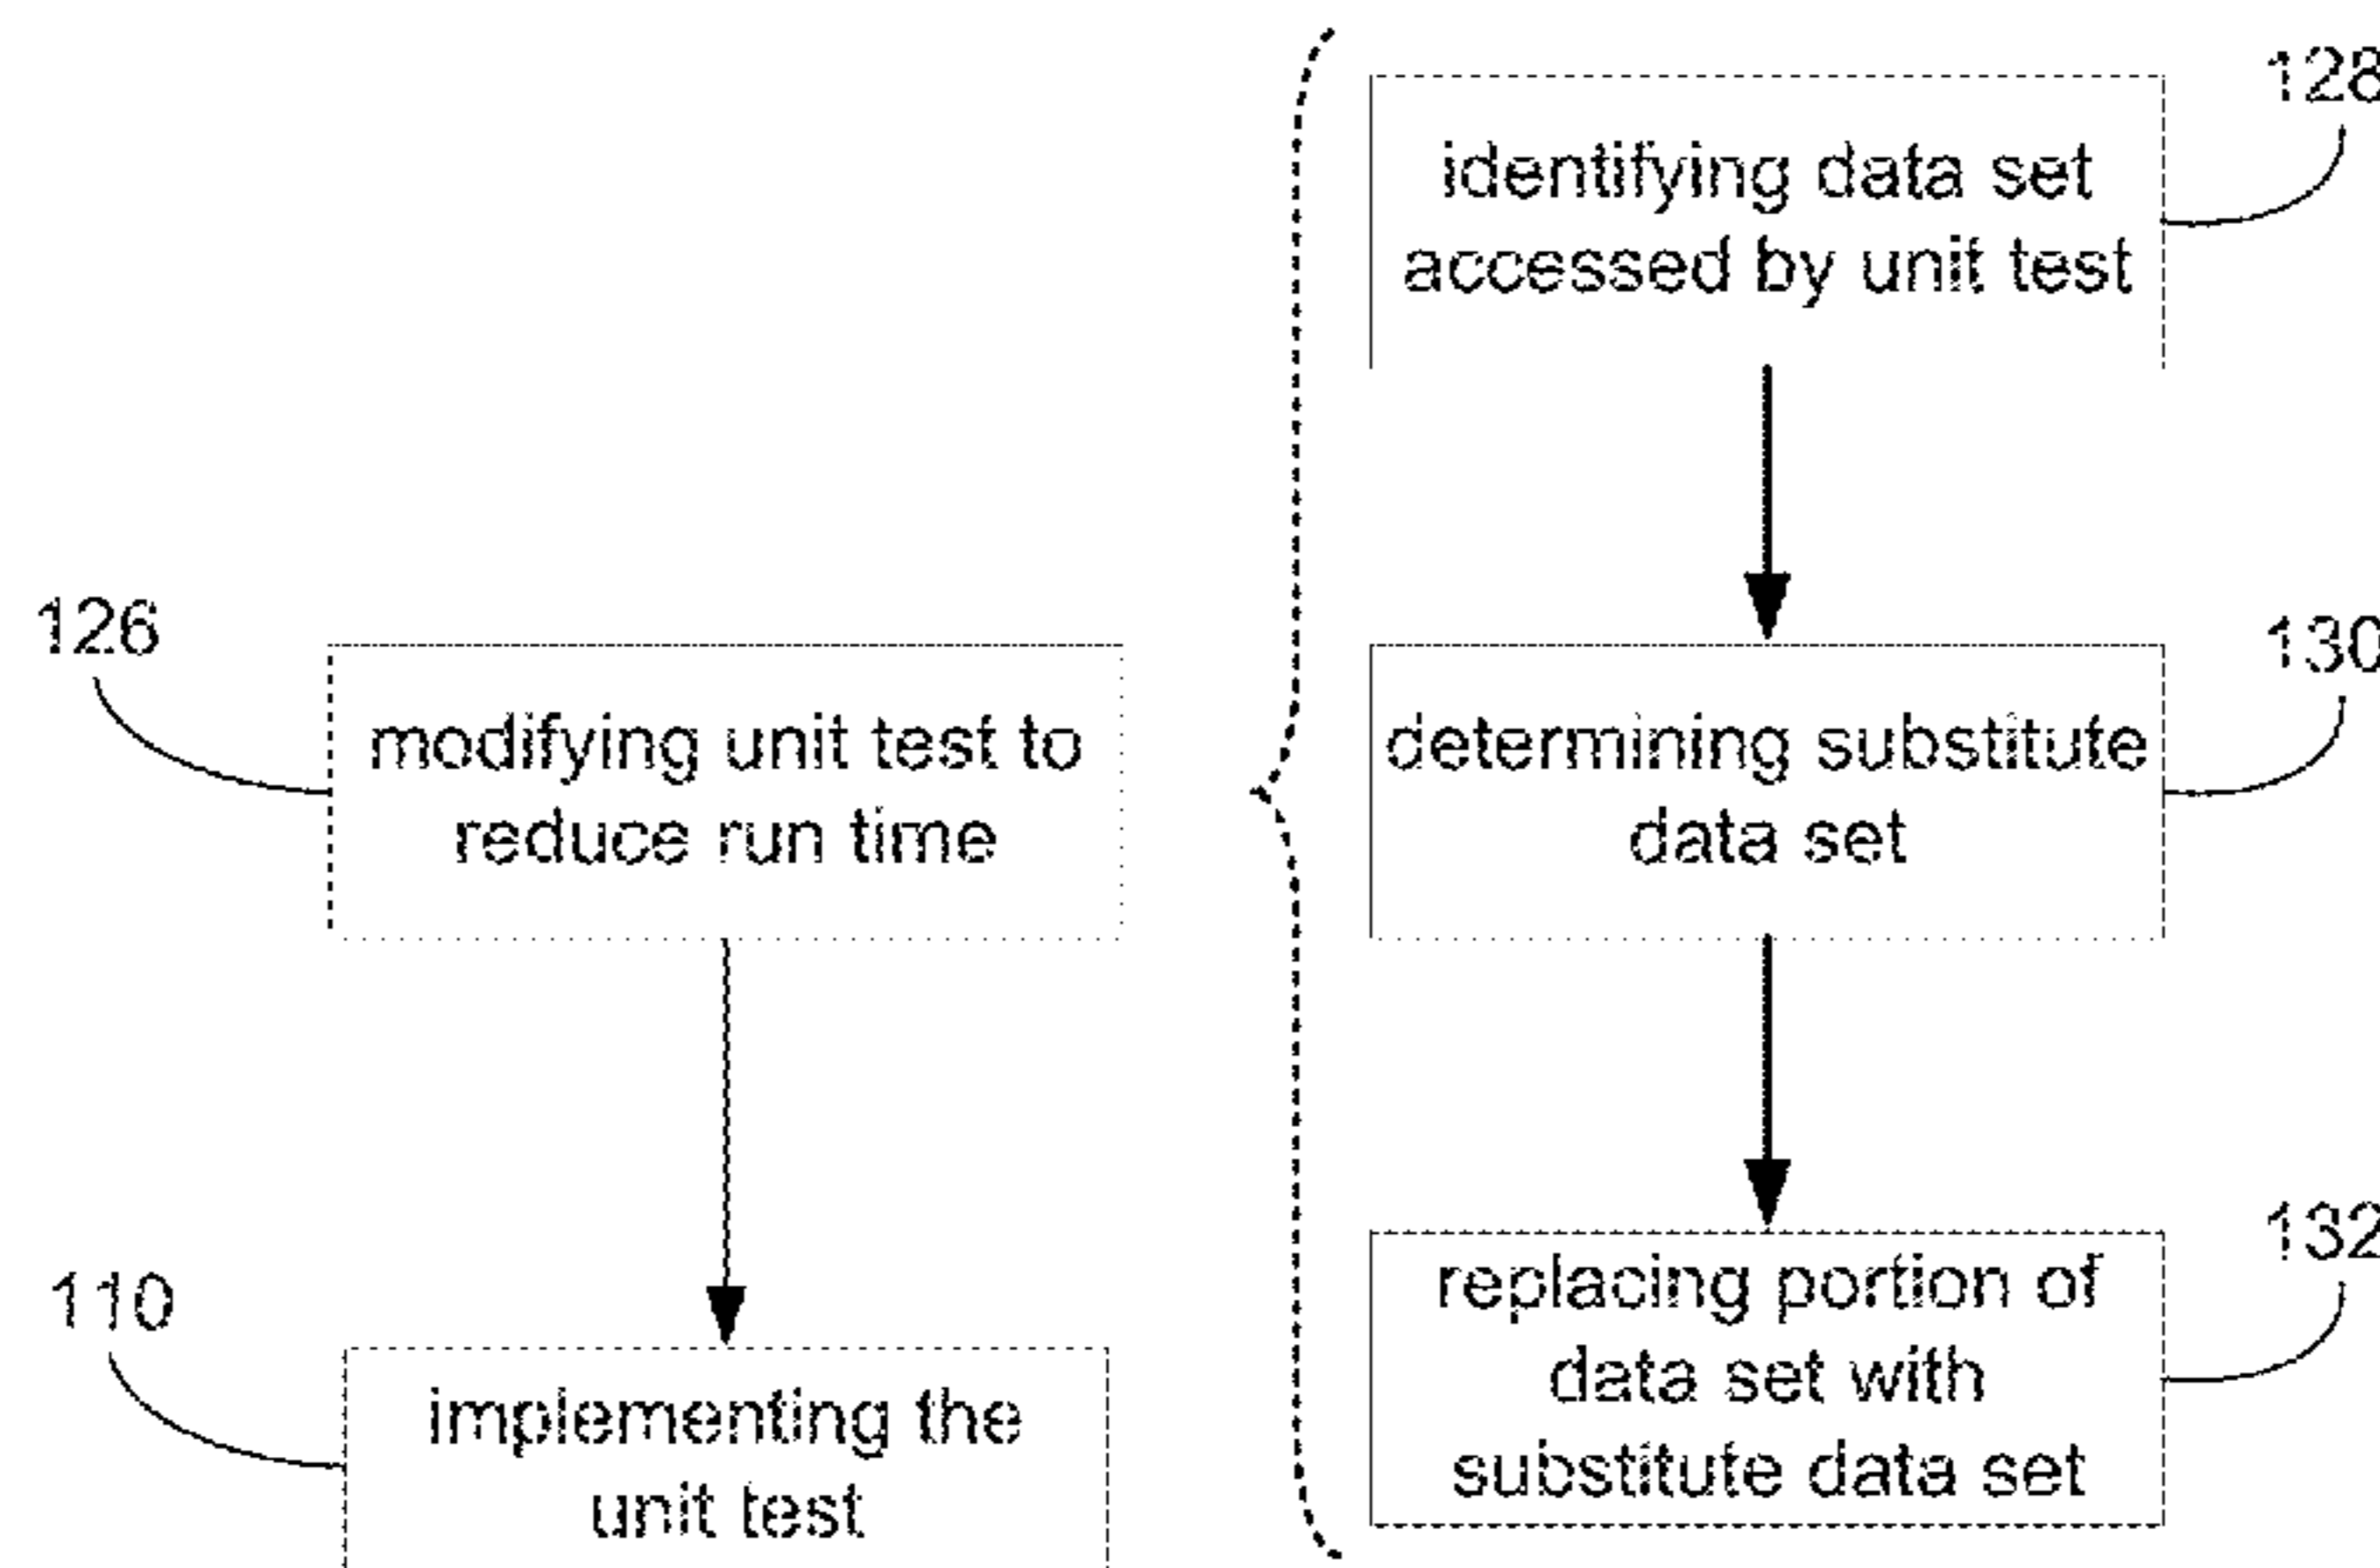 128
identifying data set
accessed by unit test
126
modifying unit test to
reduce run time
130
determining substitute
data set
110
implementing the
unit test
132
replacing portion of
data set with
substitute data set